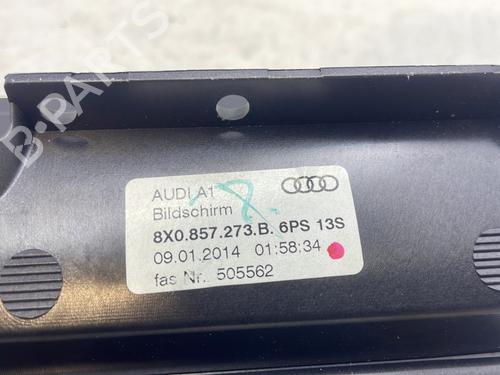 B-PARTS
AUDI A1
Bildschirm
8X0.857.273.B. 6PS 13S
09.01.2014 01:58:34
fas Nr. 505562